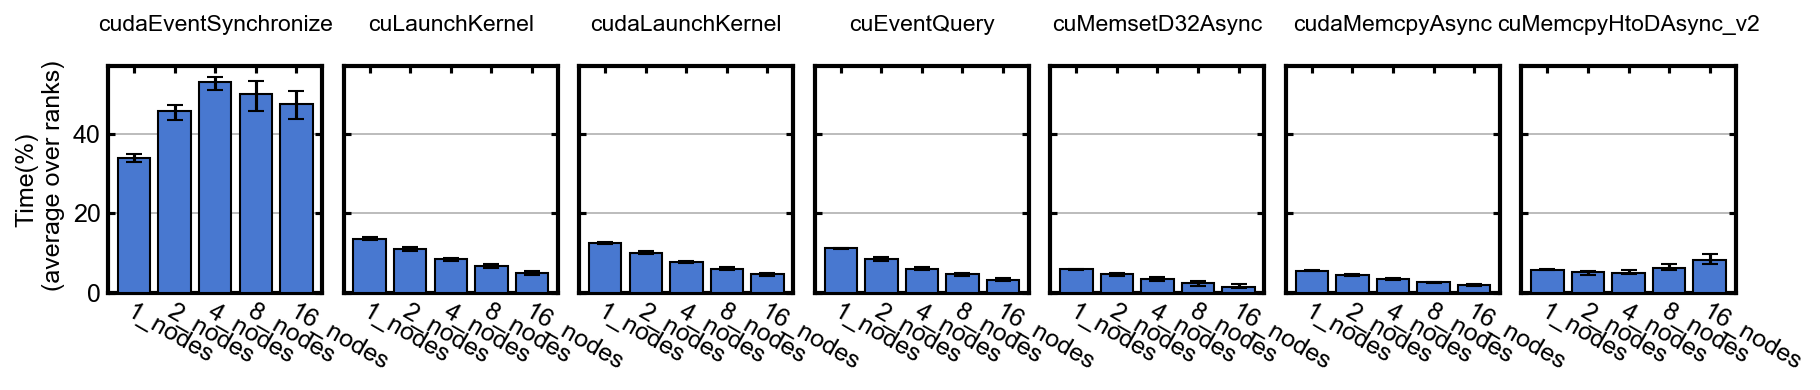 cudaEventSynchronize cuLaunchKernel cudaLaunchKernel cuEventQuery cuMemsetD32Async cudaMemcpyAsync cuMemcpyHtoDAsync_v2
Time(%)
(average over ranks)
40
20
0
1_nodes 2_nodes 4_nodes 8_nodes 16_nodes 1_nodes 2_nodes 4_nodes 8_nodes 16_nodes 1_nodes 2_nodes 4_nodes 8_nodes 16_nodes 1_nodes 2_nodes 4_nodes 8_nodes 16_nodes 1_nodes 2_nodes 4_nodes 8_nodes 16_nodes 1_nodes 2_nodes 4_nodes 8_nodes 16_nodes 1_nodes 2_nodes 4_nodes 8_nodes 16_nodes